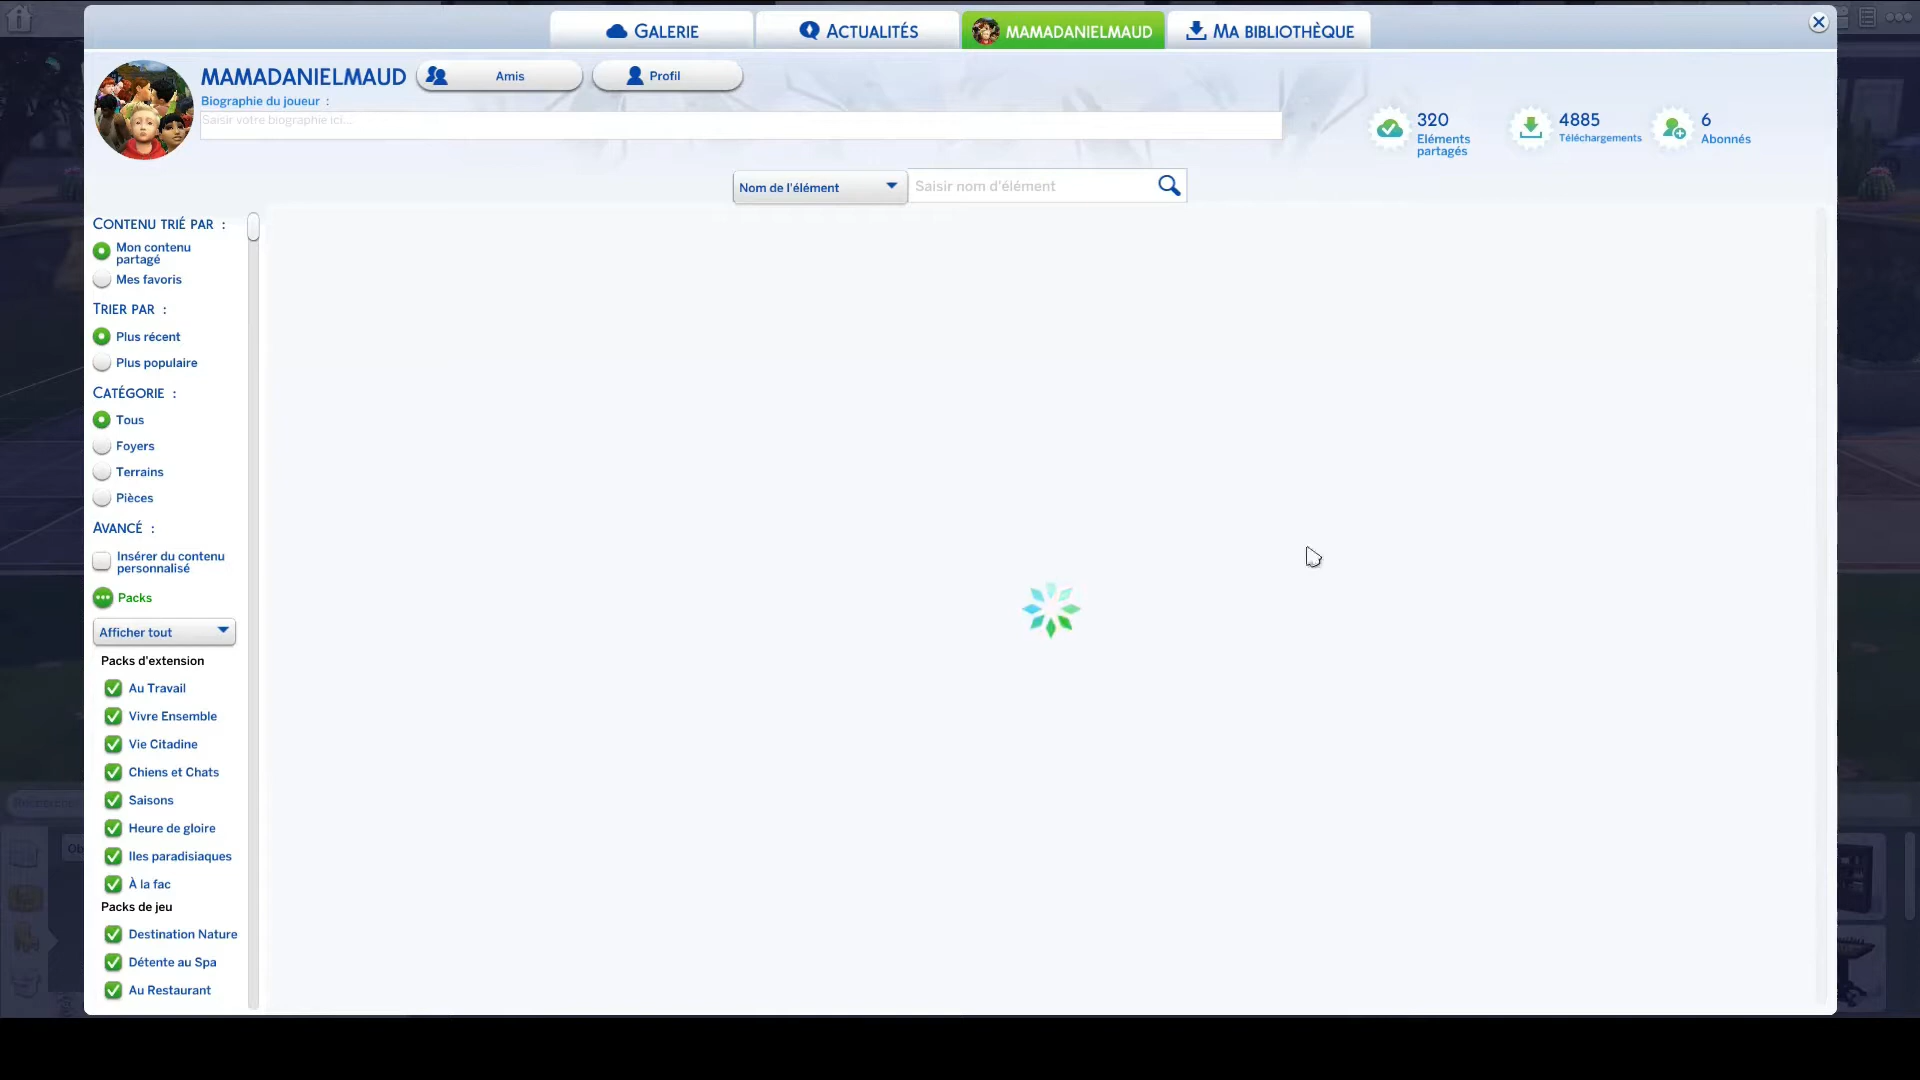 GALERIE
ACTUALITÉS
MAMADANIELMAUD
MA BIBLIOTHÈQUE
MAMADANIELMAUD
Amis
Profil
Biographie du joueur :
Saisir votre biographie ici...
320
Eléments
partagés
4885
Téléchargements
6
Abonnés
Nom de l'élément
Saisir nom d'élément
CONTENU TRIÉ PAR :
Mon contenu
partagé
Mes favoris
TRIER PAR :
Plus récent
Plus populaire
CATÉGORIE :
Tous
Foyers
Terrains
Pièces
AVANCÉ :
Insérer du contenu
personnalisé
Packs
Afficher tout
Packs d'extension
Au Travail
Vivre Ensemble
Vie Citadine
Chiens et Chats
Saisons
Heure de gloire
Iles paradisiaques
À la fac
Packs de jeu
Destination Nature
Détente au Spa
Au Restaurant